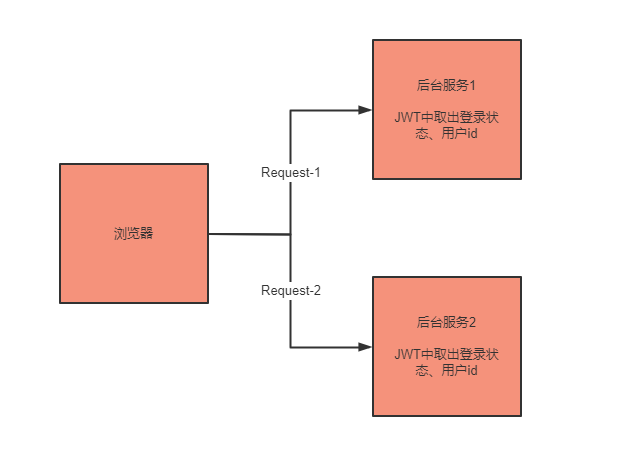 后台服务1
JWT中取出登录状
态、用户id
Request-1
浏览器
Request-2
后台服务2
JWT中取出登录状
态、用户id